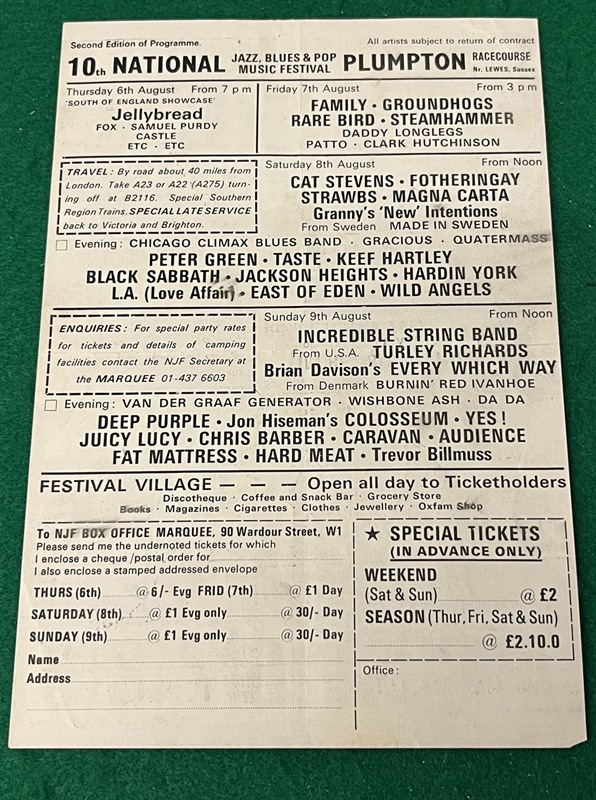 Second Edition of Programme.
All artists subject to return of contract
10th NATIONAL JAZZ, BLUES & POP MUSIC FESTIVAL PLUMPTON RACECOURSE Nr. LEWES, Sussex
Thursday 6th August From 7 pm
'SOUTH OF ENGLAND SHOWCASE'
Jellybread
FOX · SAMUEL PURDY
CASTLE
ETC · ETC
Friday 7th August From 3 pm
FAMILY · GROUNDHOGS
RARE BIRD · STEAMHAMMER
DADDY LONGLEGS
PATTO · CLARK HUTCHINSON
TRAVEL: By road about 40 miles from
London. Take A23 or A22 (A275) turn-
ing off at B2116. Special Southern
Region Trains. SPECIAL LATE SERVICE
back to Victoria and Brighton.
Saturday 8th August From Noon
CAT STEVENS · FOTHERINGAY
STRAWBS · MAGNA CARTA
Granny's 'New' Intentions
From Sweden MADE IN SWEDEN
Evening: CHICAGO CLIMAX BLUES BAND · GRACIOUS · QUATERMASS
PETER GREEN · TASTE · KEEF HARTLEY
BLACK SABBATH · JACKSON HEIGHTS · HARDIN YORK
L.A. (Love Affair) · EAST OF EDEN · WILD ANGELS
ENQUIRIES: For special party rates
for tickets and details of camping
facilities contact the NJF Secretary at
the MARQUEE 01-437 6603
Sunday 9th August From Noon
INCREDIBLE STRING BAND
From U.S.A. TURLEY RICHARDS
Brian Davison's EVERY WHICH WAY
From Denmark BURNIN' RED IVANHOE
Evening: VAN DER GRAAF GENERATOR · WISHBONE ASH · DA DA
DEEP PURPLE · Jon Hiseman's COLOSSEUM · YES!
JUICY LUCY · CHRIS BARBER · CARAVAN · AUDIENCE
FAT MATTRESS · HARD MEAT · Trevor Billmuss
FESTIVAL VILLAGE — — — Open all day to Ticketholders
Discotheque · Coffee and Snack Bar · Grocery Store
Books · Magazines · Cigarettes · Clothes · Jewellery · Oxfam Shop
To NJF BOX OFFICE MARQUEE, 90 Wardour Street, W1
Please send me the undernoted tickets for which
I enclose a cheque/postal order for
I also enclose a stamped addressed envelope
THURS (6th) @ 6/- Evg FRID (7th) @ £1 Day
SATURDAY (8th) @ £1 Evg only @ 30/- Day
SUNDAY (9th) @ £1 Evg only @ 30/- Day
Name
Address
★ SPECIAL TICKETS
(IN ADVANCE ONLY)
WEEKEND
(Sat & Sun) @ £2
SEASON (Thur, Fri, Sat & Sun)
@ £2.10.0
Office: